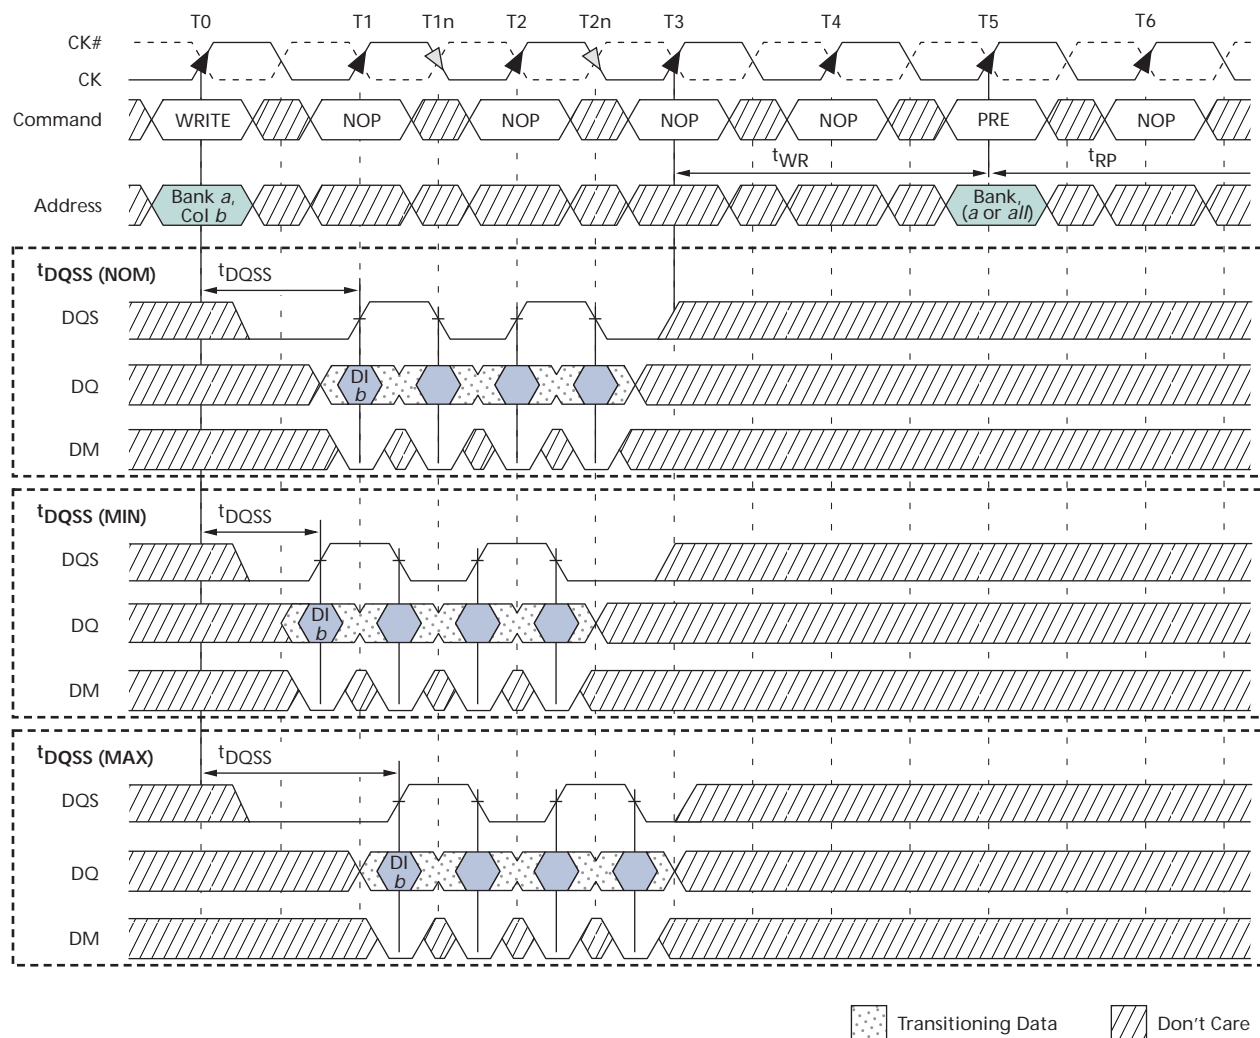 T0 T1 T1n T2 T2n T3 T4 T5 T6
CK#
CK
Command WRITE NOP NOP NOP NOP PRE NOP
tWR tRP
Address Bank a, Col b Bank, (a or all)
tDQSS (NOM) tDQSS
DQS
DQ DI b
DM
tDQSS (MIN) tDQSS
DQS
DQ DI b
DM
tDQSS (MAX) tDQSS
DQS
DQ DI b
DM
Transitioning Data Don't Care